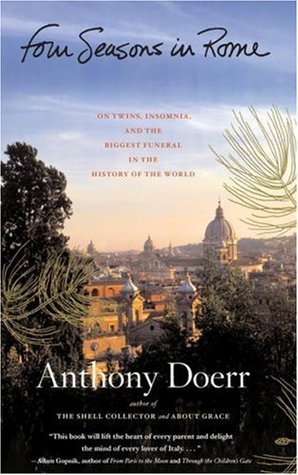 Four Seasons in Rome
ON TWINS, INSOMNIA,
AND THE
BIGGEST FUNERAL
IN THE
HISTORY OF THE WORLD
Anthony Doerr
author of
THE SHELL COLLECTOR and ABOUT GRACE
"This book will lift the heart of every parent and delight
the mind of every lover of Italy. . . ."
—Adam Gopnik, author of From Paris to the Moon and Through the Children's Gate